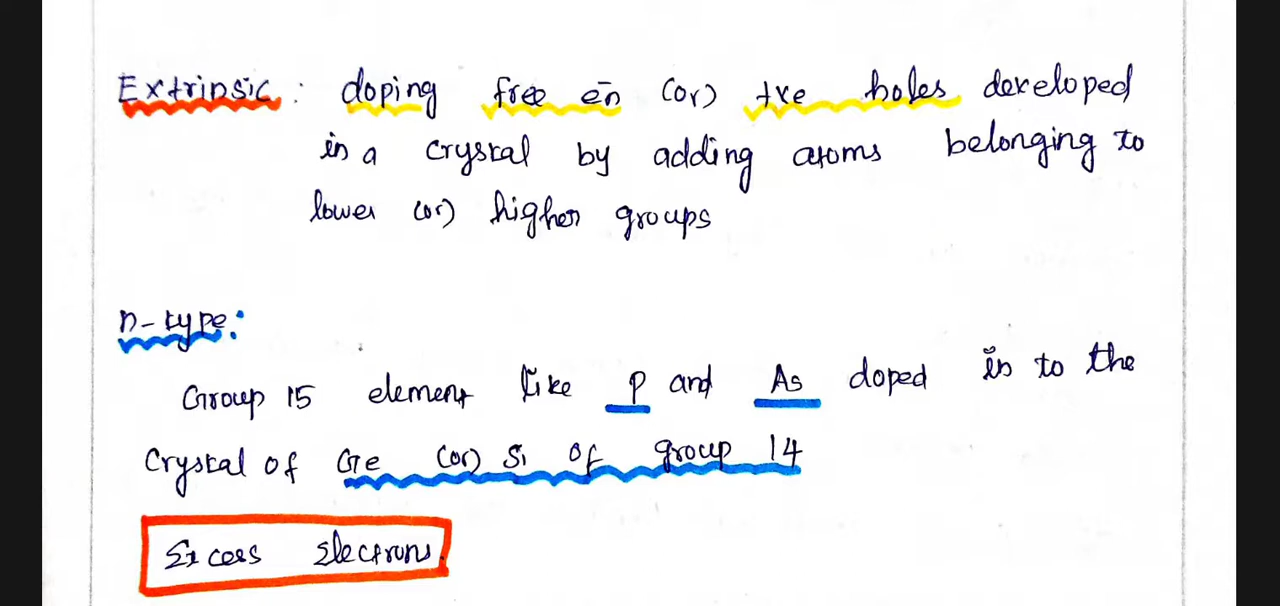 Extrinsic : doping free ēn (or) +ve holes developed
in a crystal by adding atoms belonging to
lower (or) higher groups
n-type:
Group 15 element like P and As doped in to the
Crystal of Ge (or) Si of group 14
Excess Electrons.